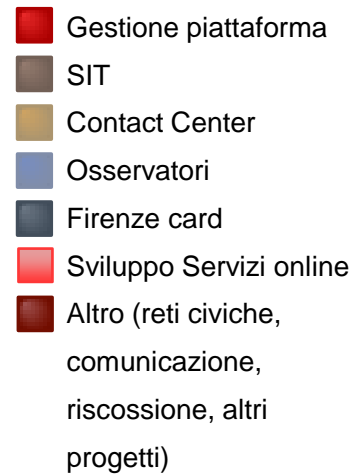 Gestione piattaforma
SIT
Contact Center
Osservatori
Firenze card
Sviluppo Servizi online
Altro (reti civiche,
comunicazione,
riscossione, altri
progetti)